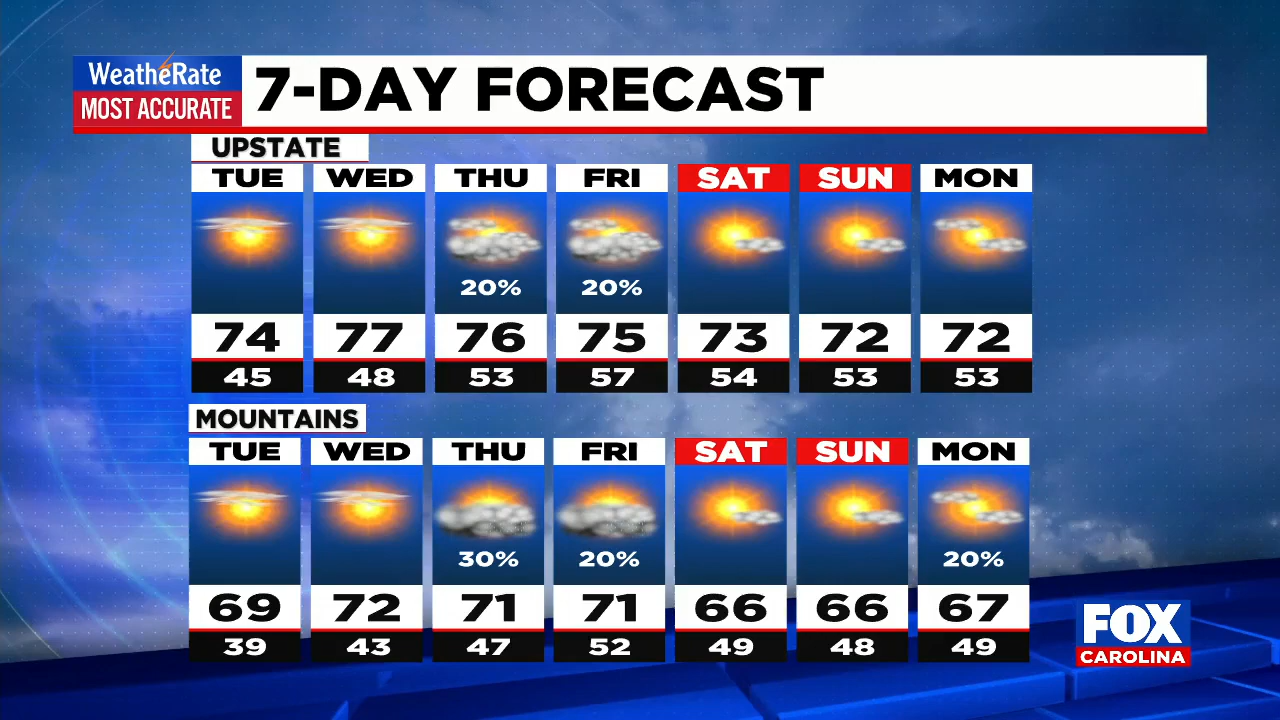 WeatheRate
MOST ACCURATE
7-DAY FORECAST
UPSTATE
TUE WED THU FRI SAT SUN MON
20% 20%
74 77 76 75 73 72 72
45 48 53 57 54 53 53
MOUNTAINS
TUE WED THU FRI SAT SUN MON
30% 20% 20%
69 72 71 71 66 66 67
39 43 47 52 49 48 49
FOX
CAROLINA